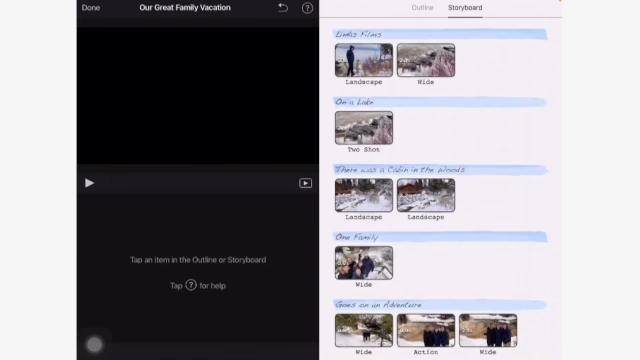 Done
Our Great Family Vacation
?
Outline
Storyboard
Lindas Films
Landscape
Wide
On a Lake
Two Shot
There was a Cabin in the Woods
Landscape
Landscape
One Family
Wide
Goes on an Adventure
Wide
Action
Wide
Tap an item in the Outline or Storyboard
Tap ? for help